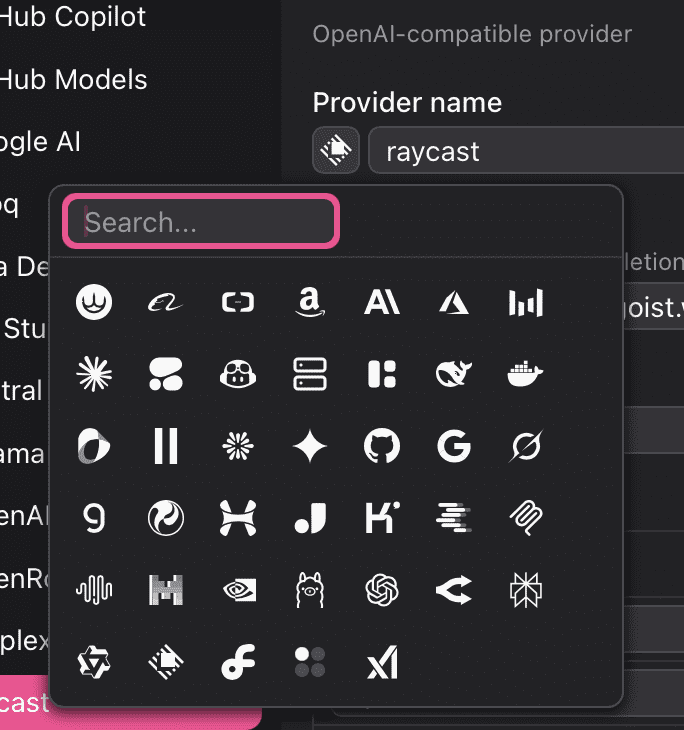 Hub Copilot
OpenAI-compatible provider
Hub Models
Provider name
ogle AI
raycast
oq
Search...
a De
letion
Stu
goist.v
tral
ama
enAI
enRo
plex
cast